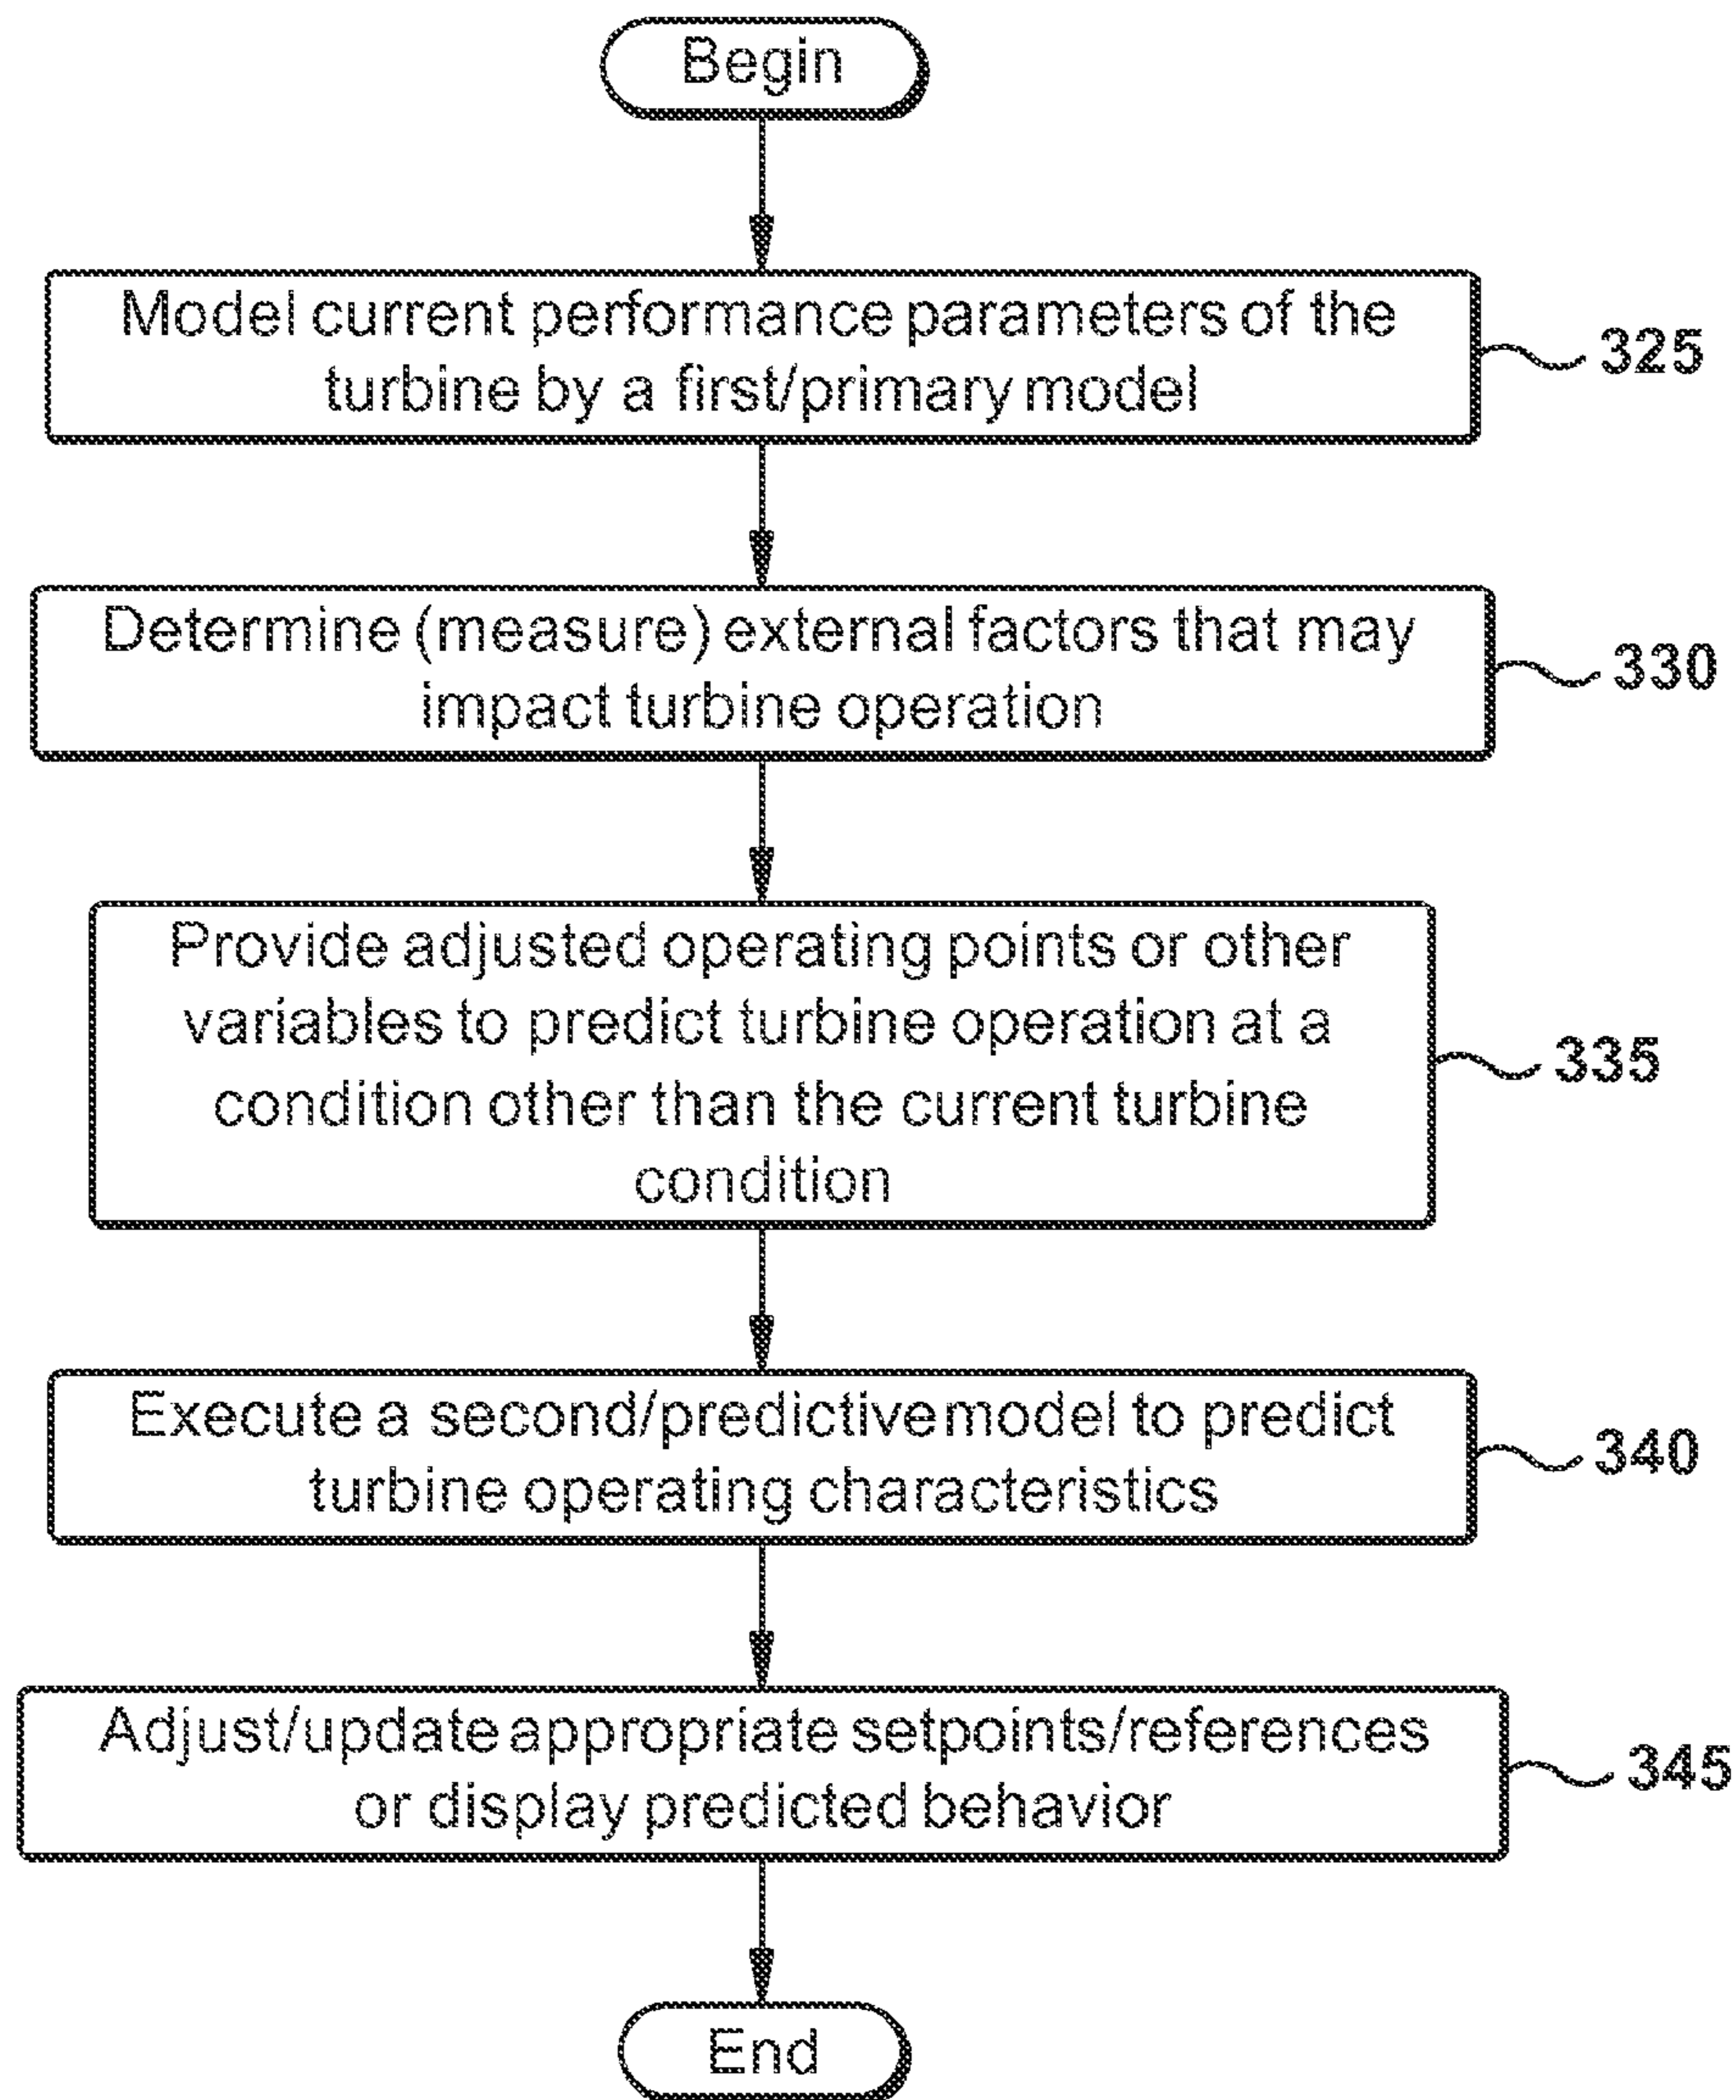 Begin
Model current performance parameters of the
turbine by a first/primary model
325
Determine (measure) external factors that may
impact turbine operation
330
Provide adjusted operating points or other
variables to predict turbine operation at a
condition other than the current turbine
condition
335
Execute a second/predictive model to predict
turbine operating characteristics
340
Adjust/update appropriate setpoints/references
or display predicted behavior
345
End